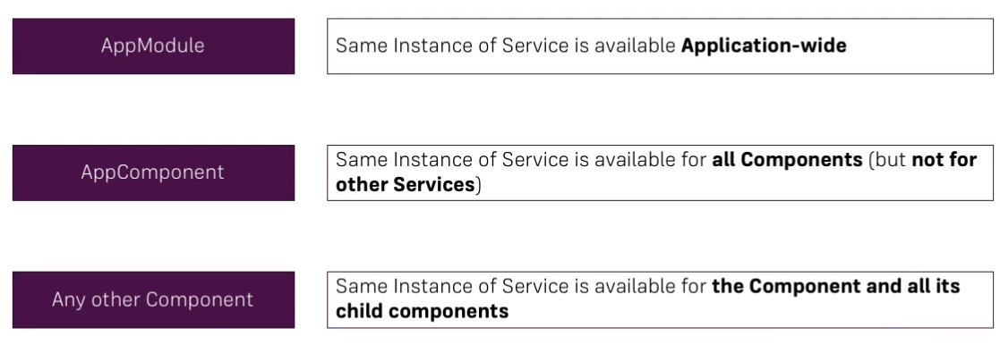 AppModule
Same Instance of Service is available Application-wide
AppComponent
Same Instance of Service is available for all Components (but not for
other Services)
Any other Component
Same Instance of Service is available for the Component and all its
child components